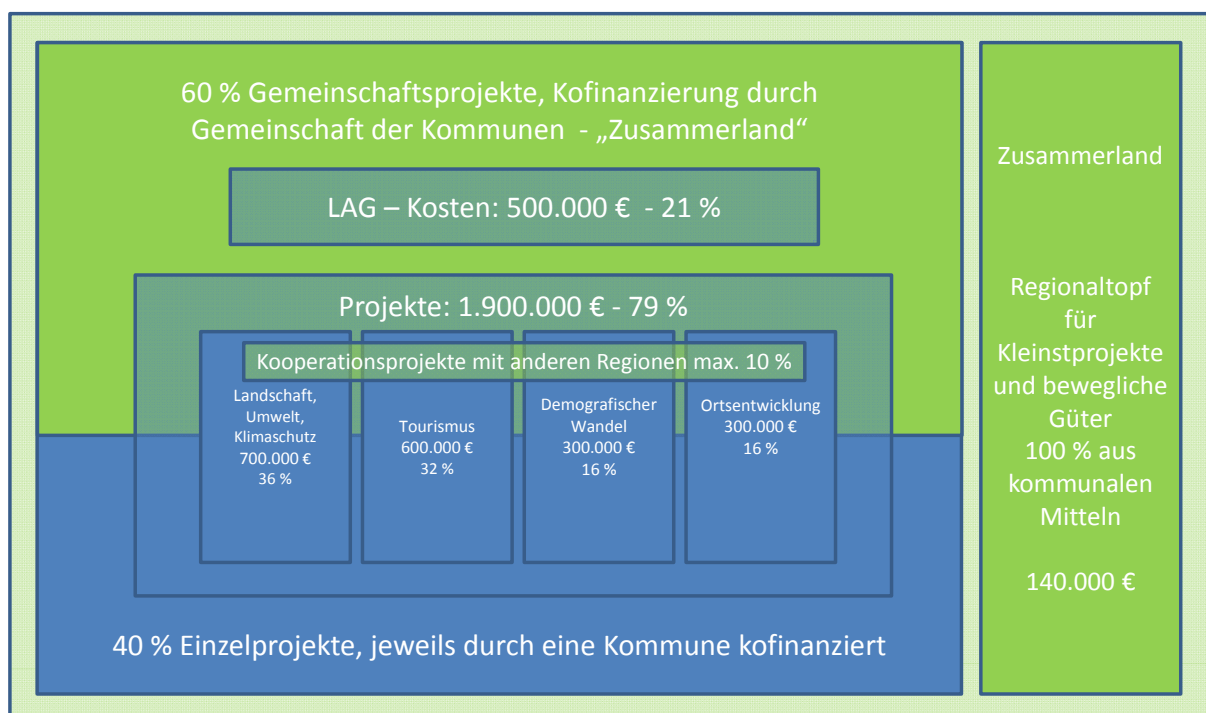 60 % Gemeinschaftsprojekte, Kofinanzierung durch
Gemeinschaft der Kommunen  - „Zusammerland“
LAG – Kosten: 500.000 €  - 21 %
Projekte: 1.900.000 € - 79 %
Kooperationsprojekte mit anderen Regionen max. 10 %
Landschaft,
Umwelt,
Klimaschutz
700.000 €
36 %
Tourismus
600.000 €
32 %
Demografischer
Wandel
300.000 €
16 %
Ortsentwicklung
300.000 €
16 %
40 % Einzelprojekte, jeweils durch eine Kommune kofinanziert
Zusammerland
Regionaltopf
für
Kleinstprojekte
und bewegliche
Güter
100 % aus
kommunalen
Mitteln
140.000 €